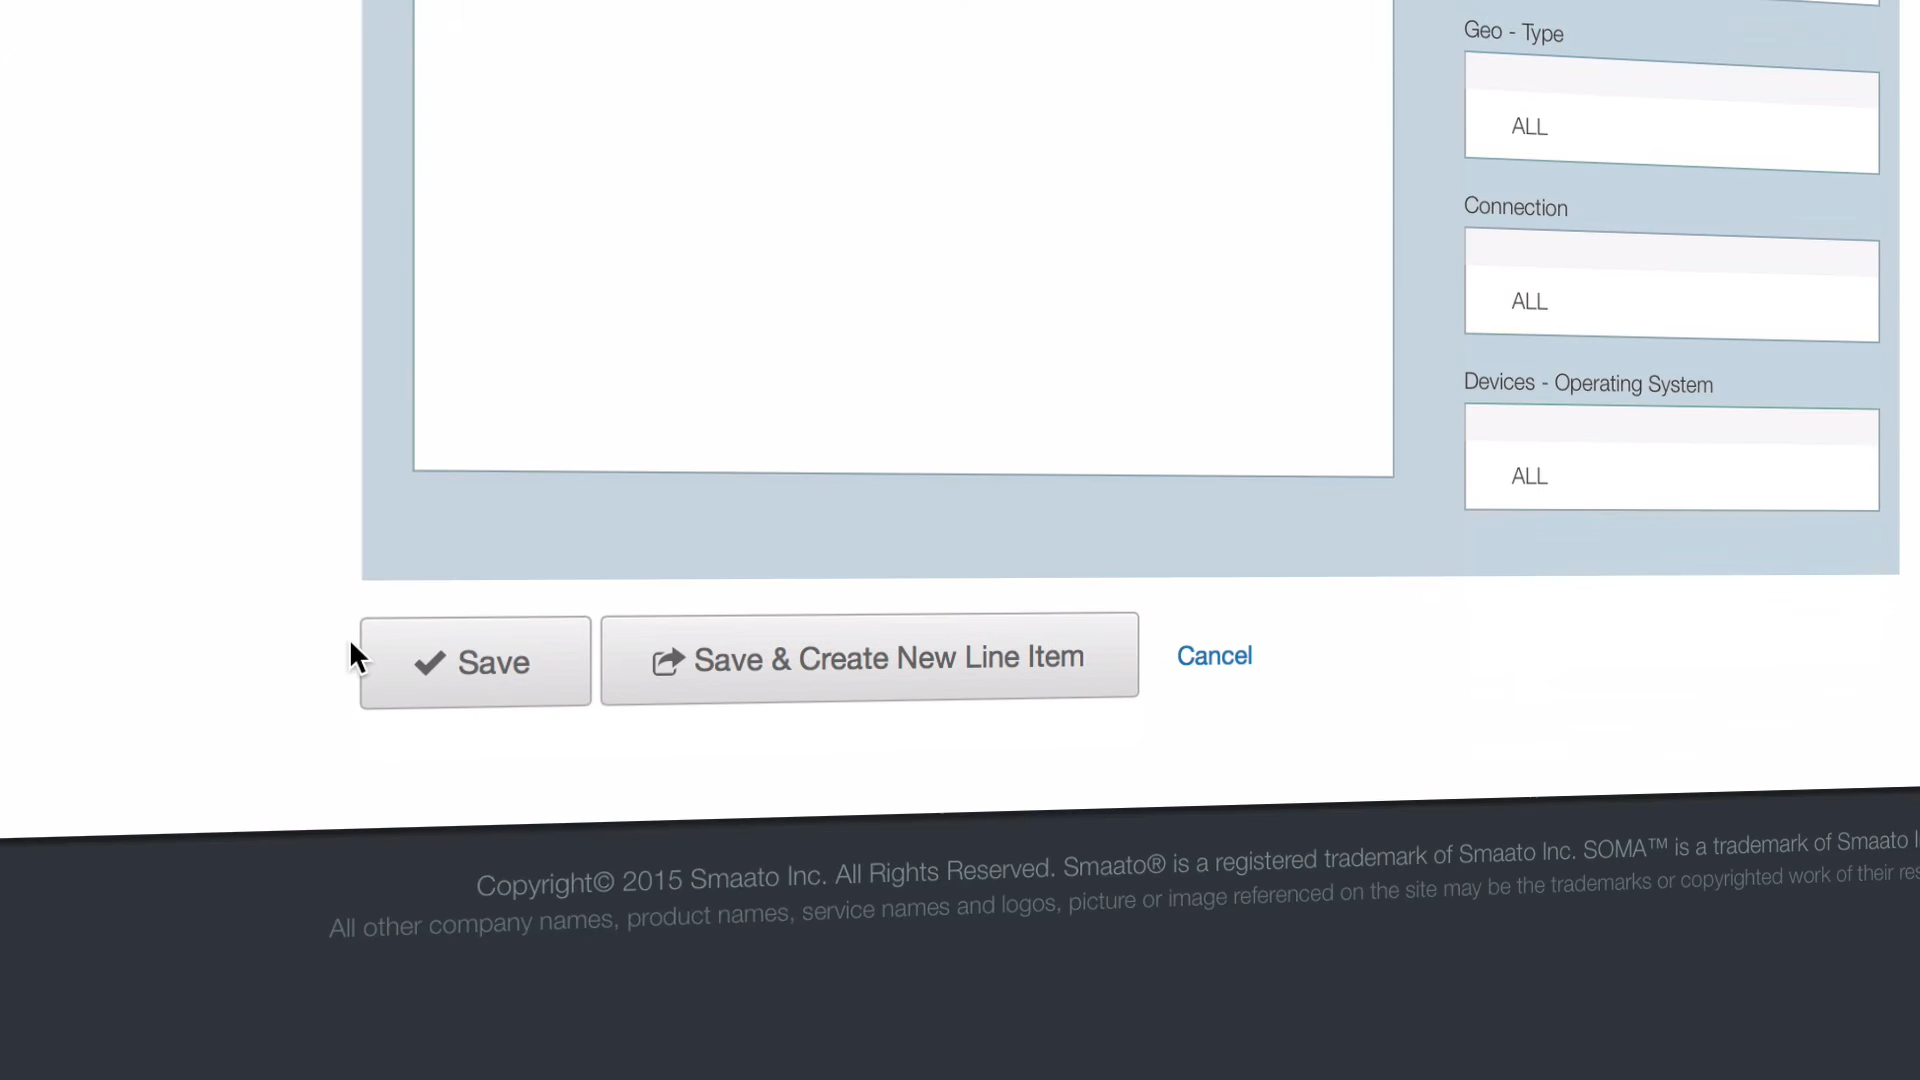 Geo - Type
ALL
Connection
ALL
Devices - Operating System
ALL
Save
Save & Create New Line Item
Cancel
Copyright© 2015 Smaato Inc. All Rights Reserved. Smaato® is a registered trademark of Smaato Inc. SOMA™ is a trademark of Smaato
All other company names, product names, service names and logos, picture or image referenced on the site may be the trademarks or copyrighted work of their